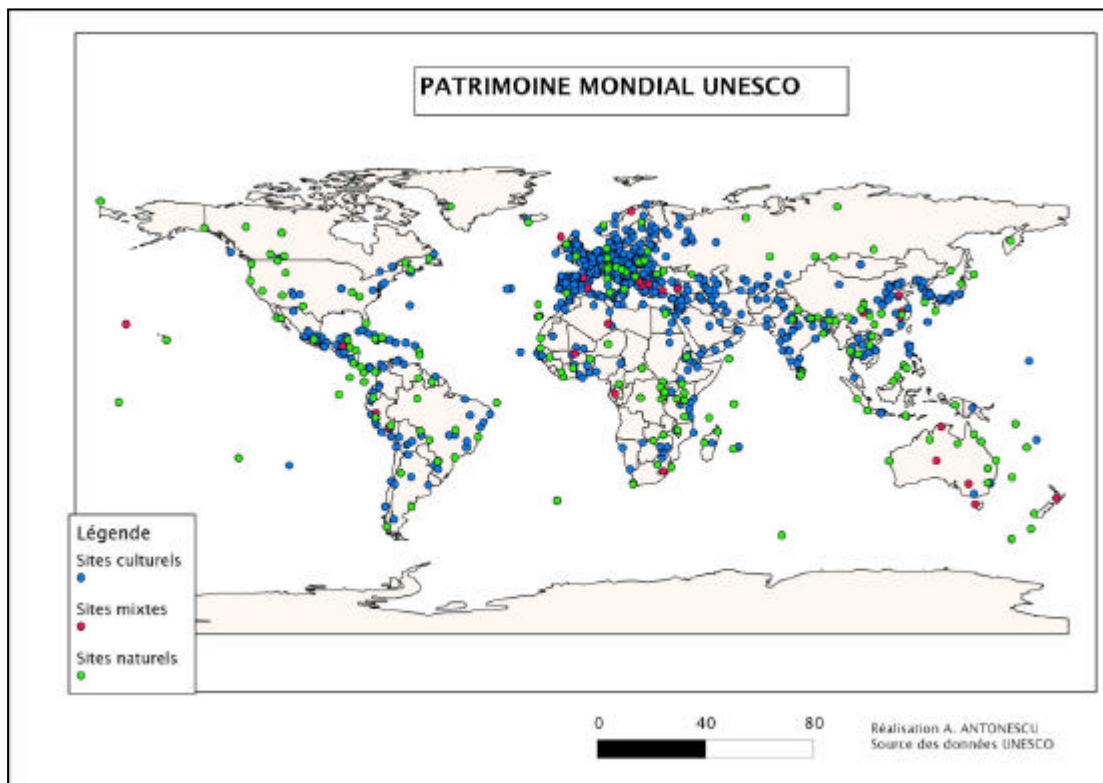 PATRIMOINE MONDIAL UNESCO
Légende
Sites culturels
Sites mixtes
Sites naturels
0 40 80
Réalisation A. ANTONESCU
Source des données UNESCO